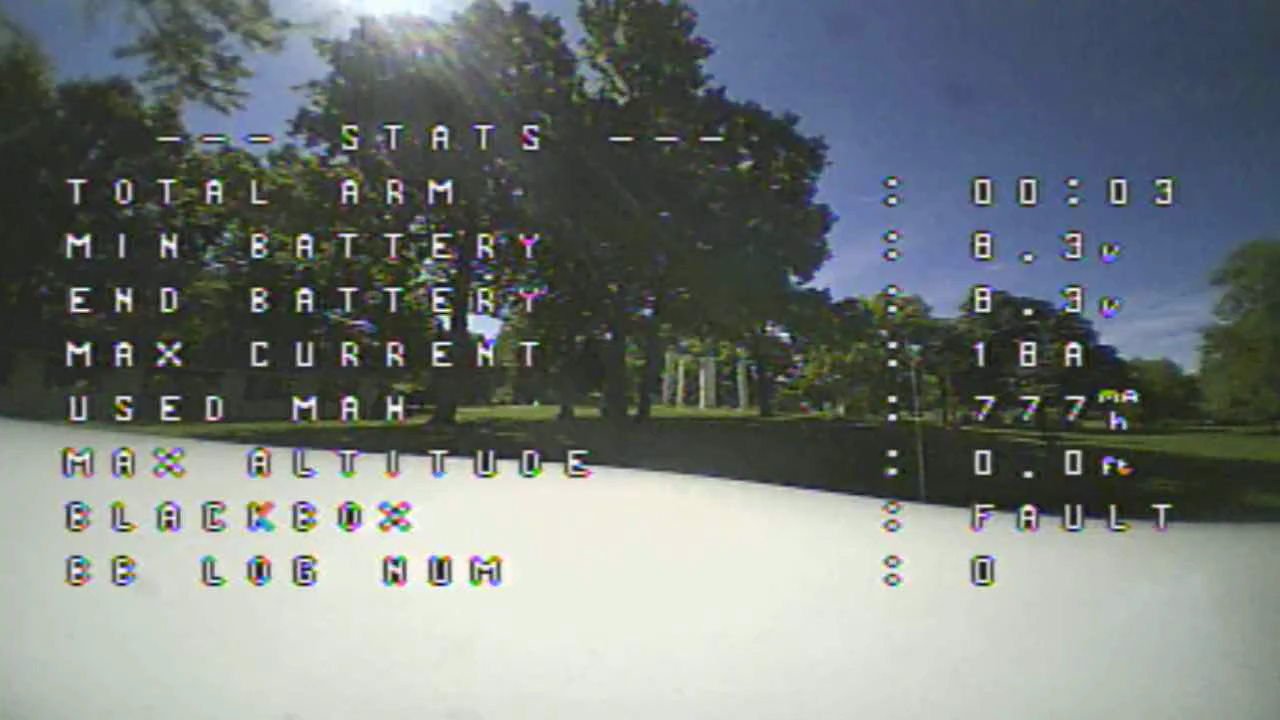 --- STATS ---
TOTAL ARM : 00:03
MIN BATTERY : 8.3V
END BATTERY : 8.3V
MAX CURRENT : 18A
USED MAH : 777mAh
MAX ALTITUDE : 0.0ft
BLACKBOX : FAULT
BB LOG NUM : 0